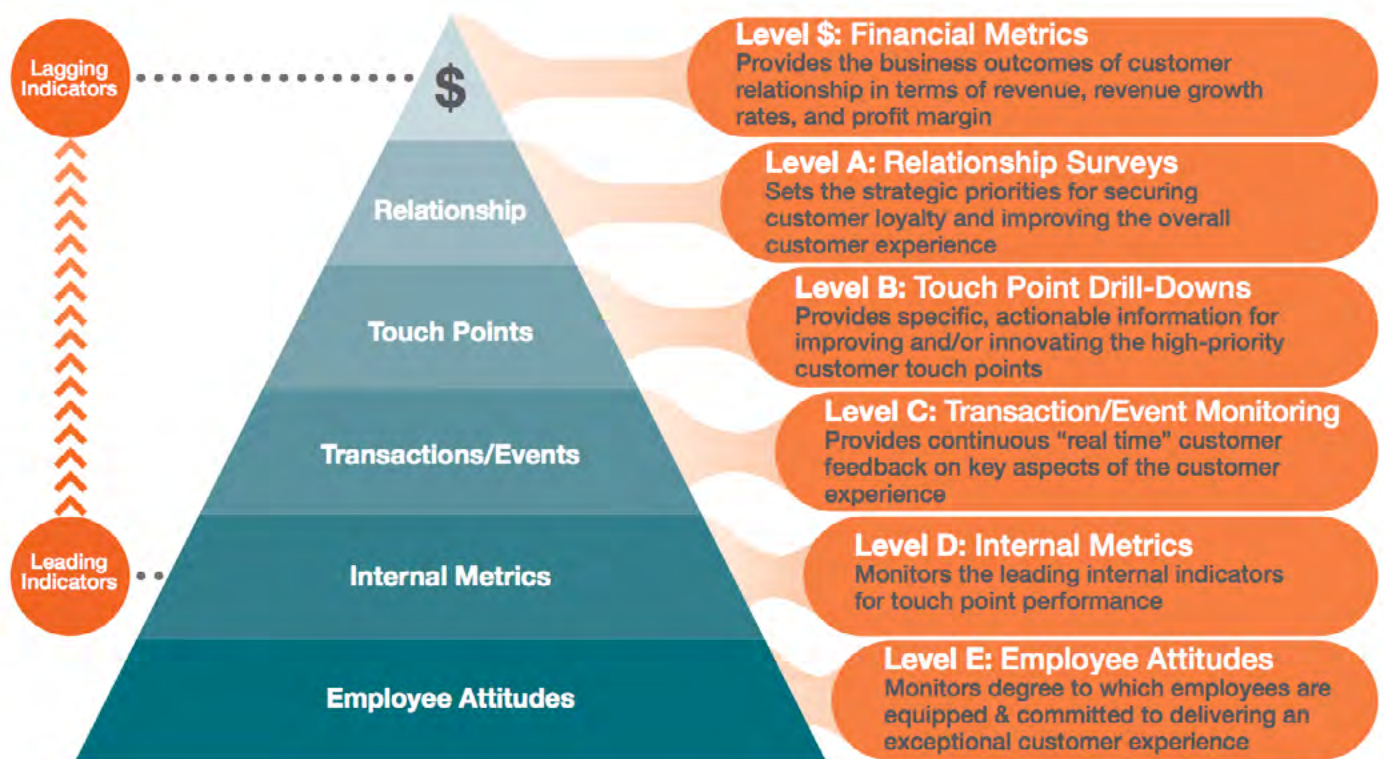 Lagging
Indicators
$
Level $: Financial Metrics
Provides the business outcomes of customer
relationship in terms of revenue, revenue growth
rates, and profit margin
Relationship
Level A: Relationship Surveys
Sets the strategic priorities for securing
customer loyalty and improving the overall
customer experience
Touch Points
Level B: Touch Point Drill-Downs
Provides specific, actionable information for
improving and/or innovating the high-priority
customer touch points
Transactions/Events
Level C: Transaction/Event Monitoring
Provides continuous "real time" customer
feedback on key aspects of the customer
experience
Leading
Indicators
Internal Metrics
Level D: Internal Metrics
Monitors the leading internal indicators
for touch point performance
Employee Attitudes
Level E: Employee Attitudes
Monitors degree to which employees are
equipped & committed to delivering an
exceptional customer experience